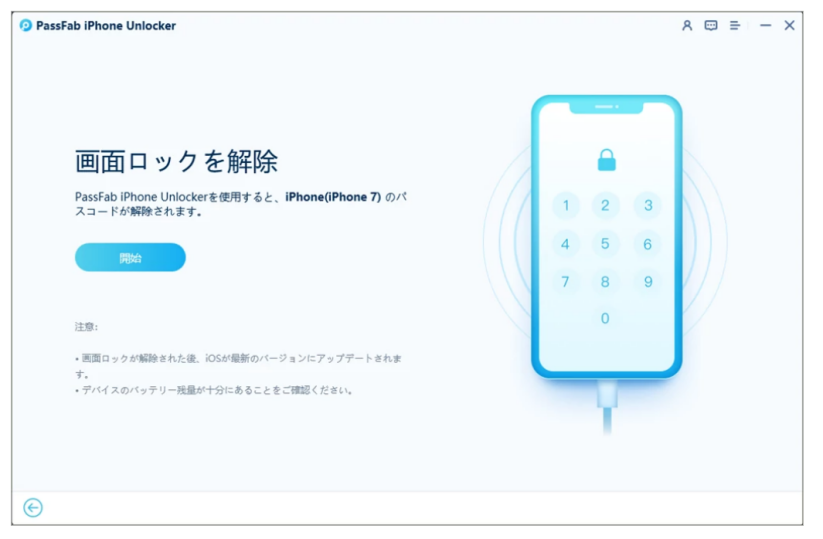 PassFab iPhone Unlocker
画面ロックを解除
PassFab iPhone Unlockerを使用すると、iPhone(iPhone 7) のパ
スコードが解除されます。
開始
注意:
• 画面ロックが解除された後、iOSが最新のバージョンにアップデートされま
す。
• デバイスのバッテリー残量が十分にあることをご確認ください。
1 2 3
4 5 6
7 8 9
0